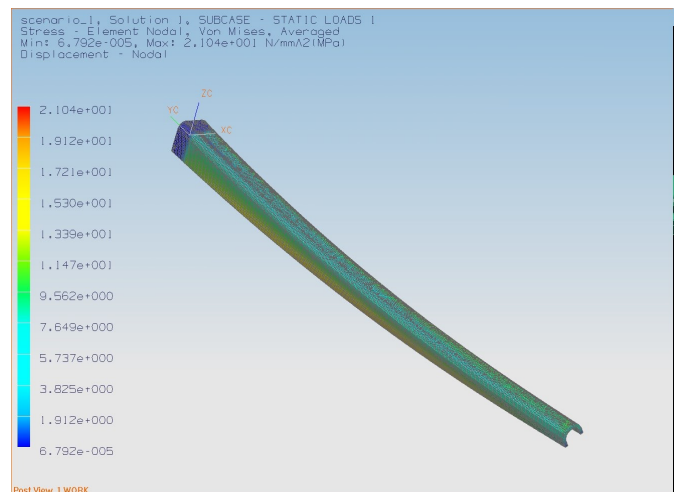 scenario_1, Solution 1, SUBCASE - STATIC LOADS 1
Stress - Element Nodal, Von Mises, Averaged
Min: 6.792e-005, Max: 2.104e+001 N/mm^2(MPa)
Displacement - Nodal
ZC
YC
XC
2.104e+001
1.912e+001
1.721e+001
1.530e+001
1.339e+001
1.147e+001
9.562e+000
7.649e+000
5.737e+000
3.825e+000
1.912e+000
6.792e-005
Post View 1 WORK